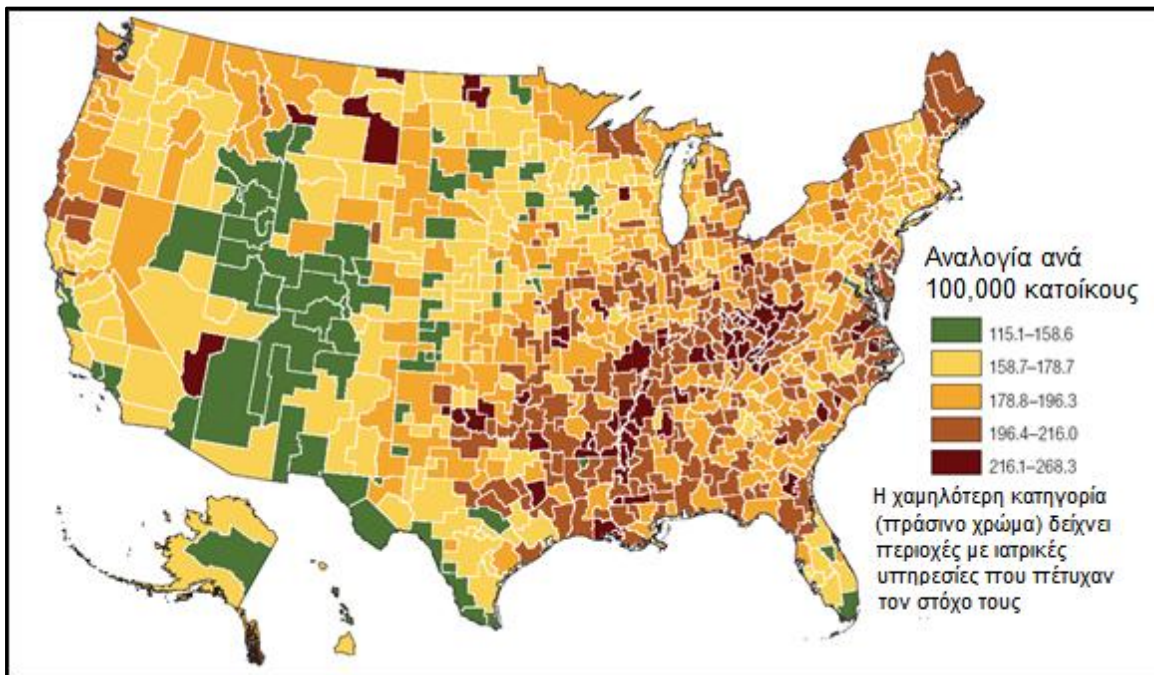 Αναλογία ανά
100,000 κατοίκους
115.1–158.6
158.7–178.7
178.8–196.3
196.4–216.0
216.1–268.3
Η χαμηλότερη κατηγορία
(πράσινο χρώμα) δείχνει
περιοχές με ιατρικές
υπηρεσίες που πέτυχαν
τον στόχο τους